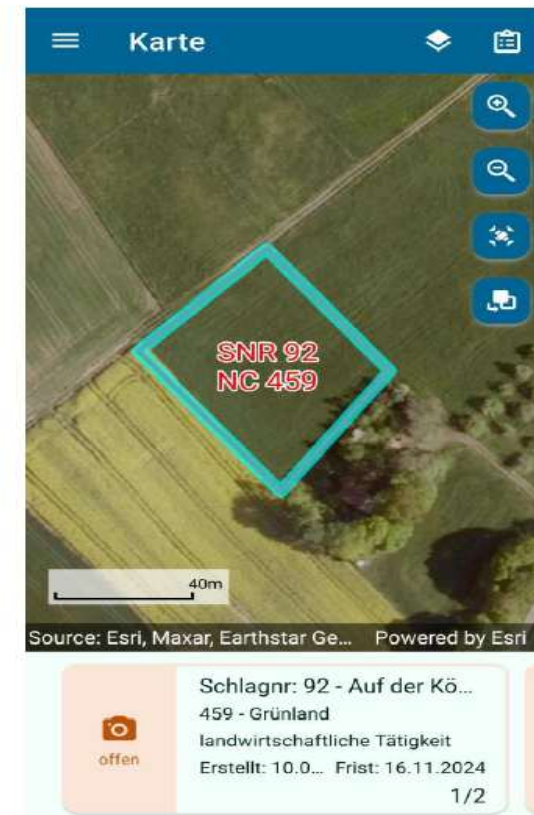 Karte
SNR 92
NC 459
40m
Source: Esri, Maxar, Earthstar Ge... Powered by Esri
Schlagnr: 92 - Auf der Kö...
459 - Grünland
offen
landwirtschaftliche Tätigkeit
Erstellt: 10.0... Frist: 16.11.2024
1/2